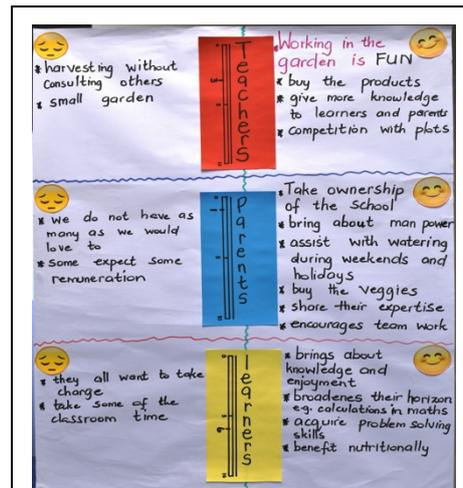 * harvesting without
consulting others
* small garden
Teachers
Working in the
garden is FUN
* buy the products
* give more knowledge
to learners and parents
* competition with plots
* we do not have as
many as we would
love to
* some expect some
remuneration
Parents
* Take ownership
of the school
* bring about man power
* assist with watering
during weekends and
holidays
* buy the veggies
* share their expertise
* encourages team work
* they all want to take
charge
* take some of the
classroom time
learners
* brings about
knowledge and
enjoyment
* broadenes their horizon
eg. calculations in maths
* acquire problem solving
skills
* benefit nutritionally